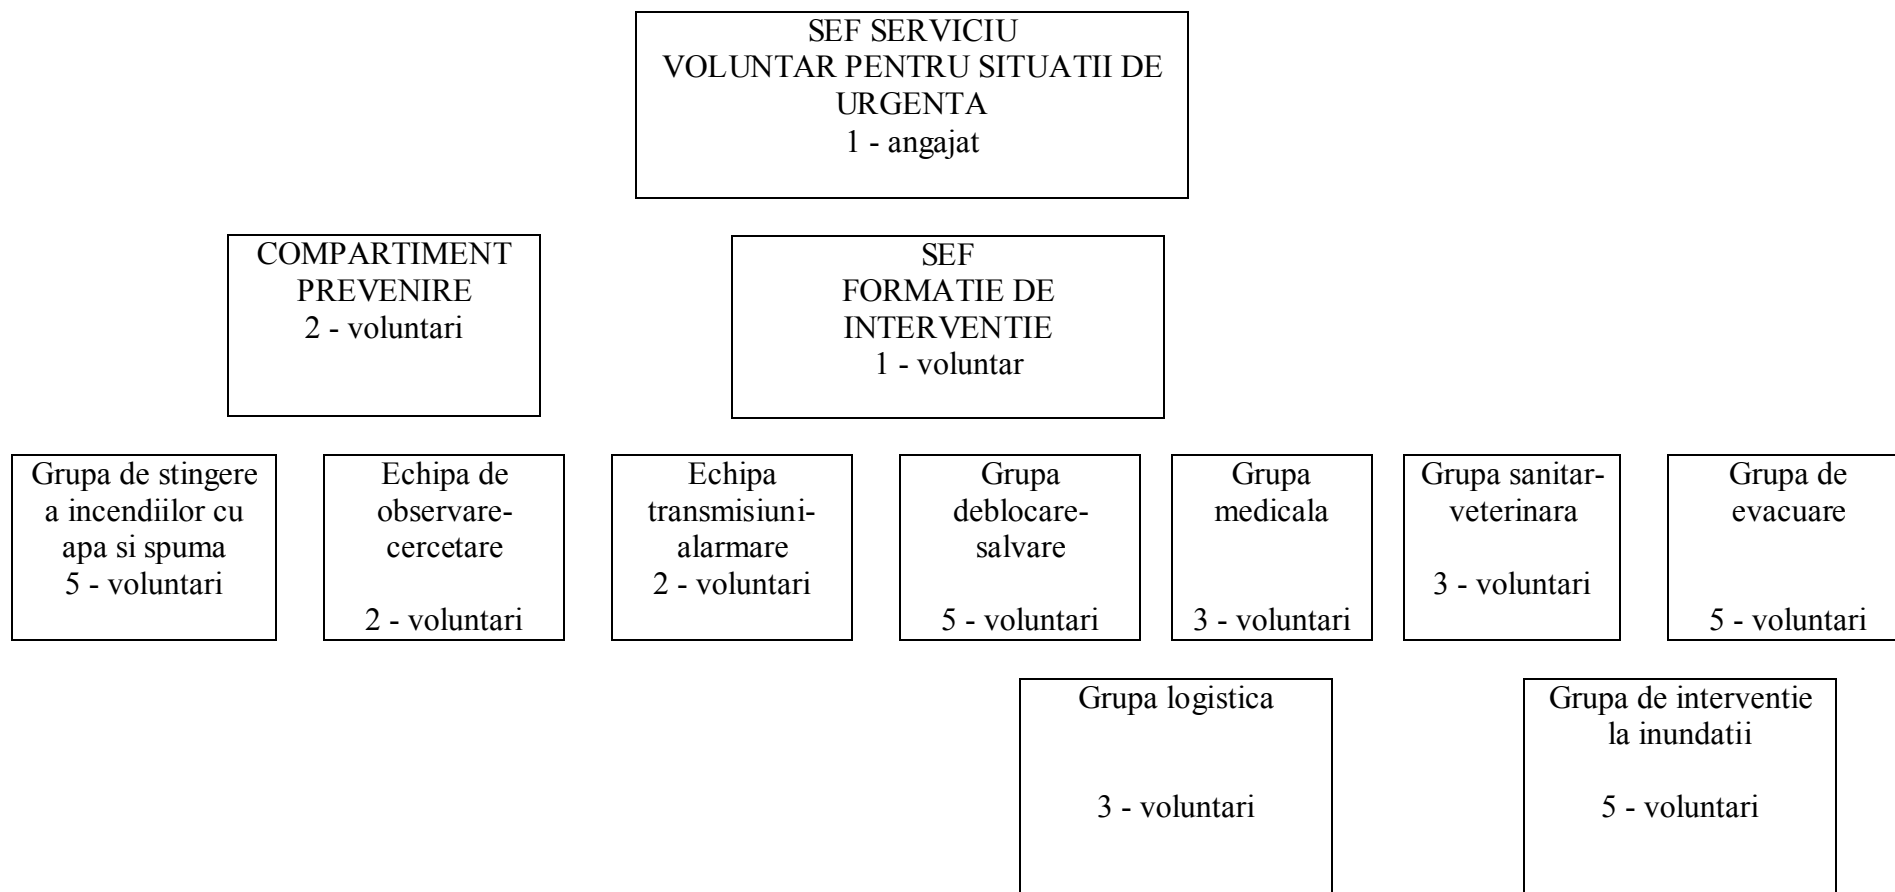 SEF SERVICIU
VOLUNTAR PENTRU SITUATII DE
URGENTA
1 - angajat
COMPARTIMENT
PREVENIRE
2 - voluntari
SEF
FORMATIE DE
INTERVENTIE
1 - voluntar
Grupa de stingere
a incendiilor cu
apa si spuma
5 - voluntari
Echipa de
observare-
cercetare
2 - voluntari
Echipa
transmisiuni-
alarmare
2 - voluntari
Grupa
deblocare-
salvare
5 - voluntari
Grupa
medicala
3 - voluntari
Grupa sanitar-
veterinara
3 - voluntari
Grupa de
evacuare
5 - voluntari
Grupa logistica
3 - voluntari
Grupa de interventie
la inundatii
5 - voluntari